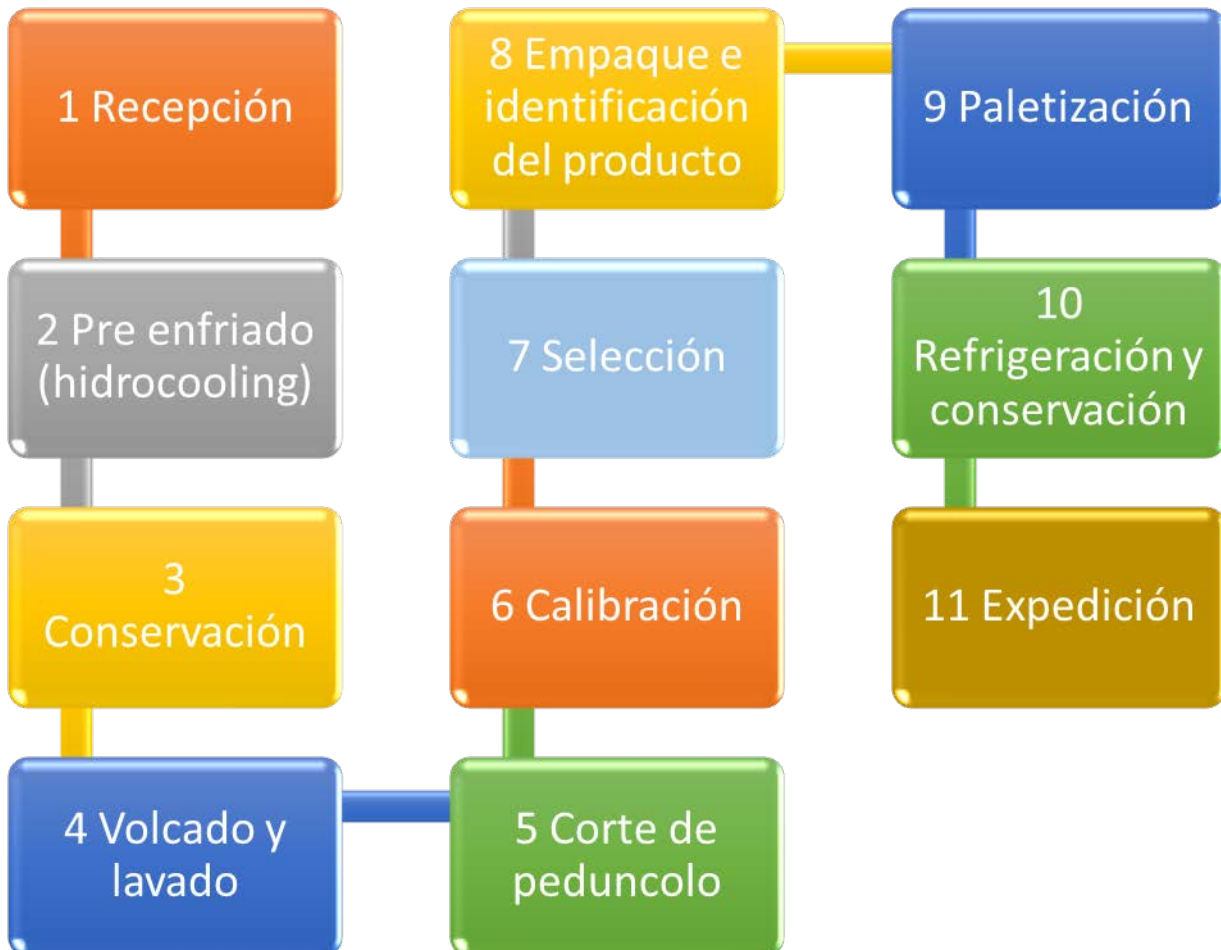 1 Recepción
2 Pre enfriado
(hidrocooling)
3
Conservación
4 Volcado y
lavado
5 Corte de
peduncolo
6 Calibración
7 Selección
8 Empaque e
identificación
del producto
9 Paletización
10
Refrigeración y
conservación
11 Expedición